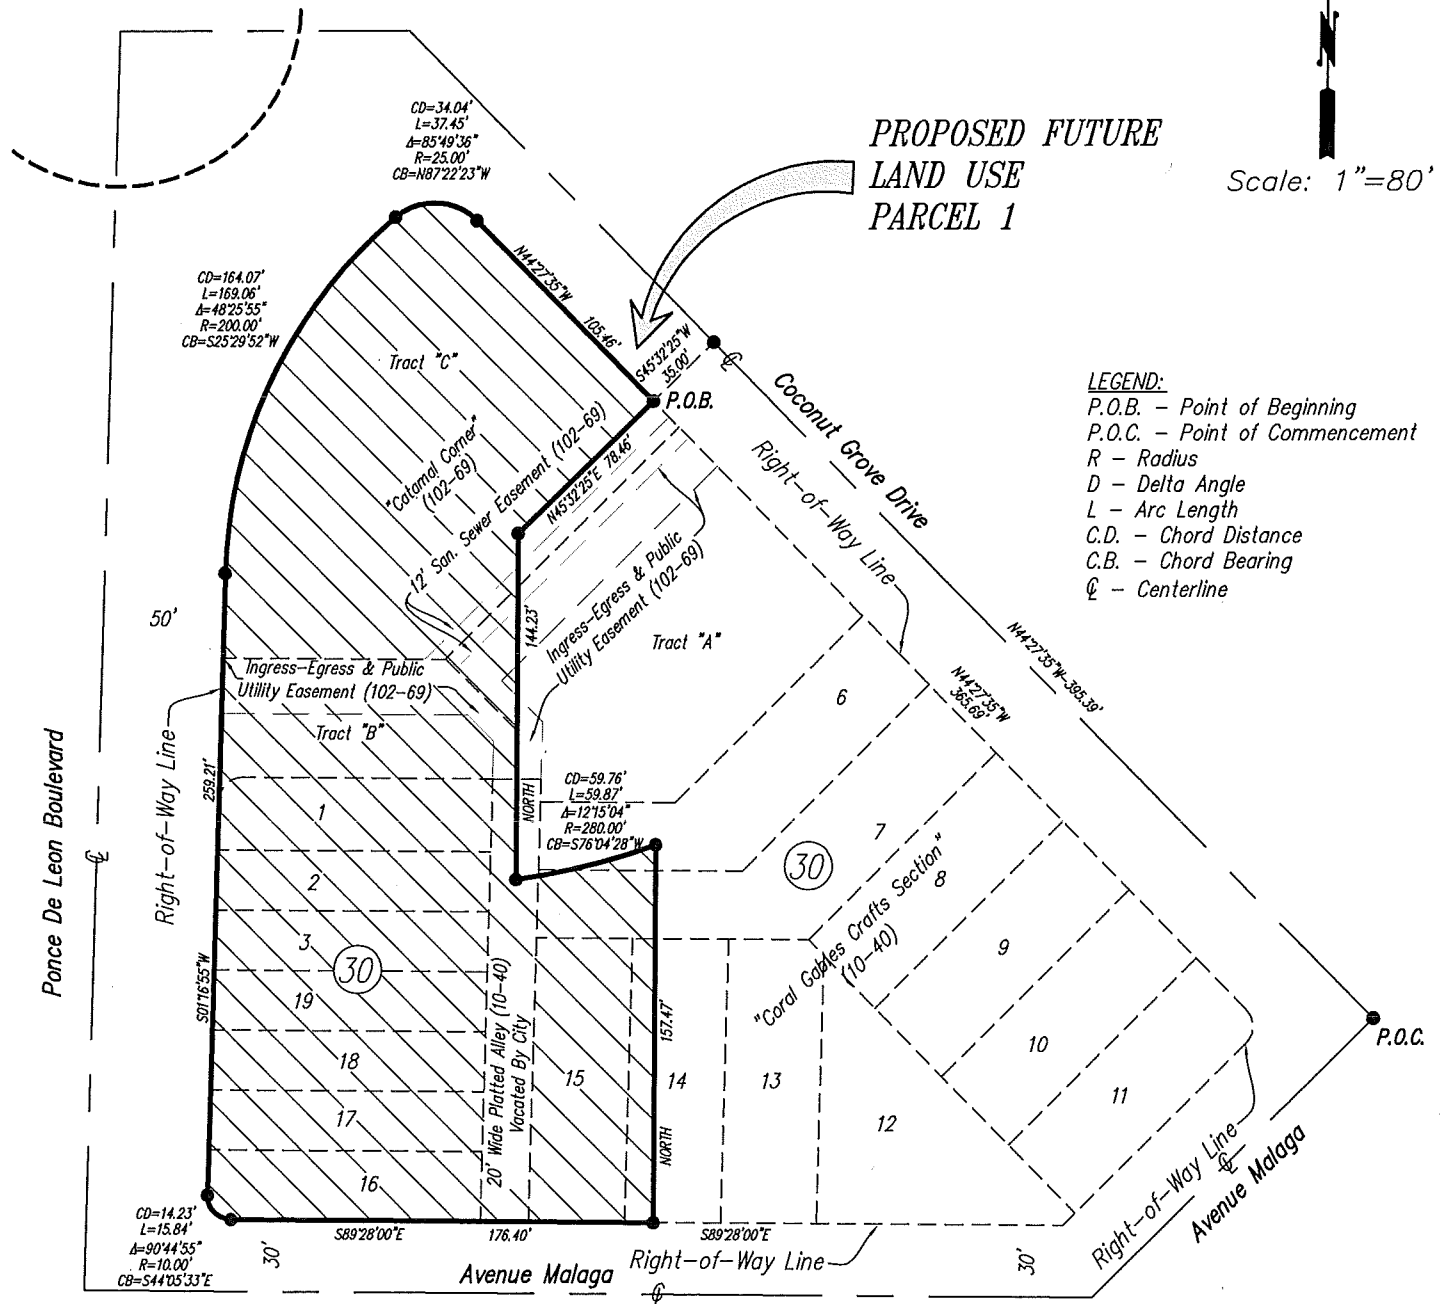 N
Scale: 1"=80'
PROPOSED FUTURE
LAND USE
PARCEL 1
CD=34.04'
L=37.45'
Δ=85°49'36"
R=25.00'
CB=N87°22'23"W
CD=164.07'
L=169.06'
Δ=48°25'55"
R=200.00'
CB=S25°29'52"W
N44°27'35"W
105.46'
S45°32'25"W
35.00'
P.O.B.
℄
Coconut Grove Drive
Right-of-Way Line
LEGEND:
P.O.B. - Point of Beginning
P.O.C. - Point of Commencement
R - Radius
D - Delta Angle
L - Arc Length
C.D. - Chord Distance
C.B. - Chord Bearing
℄ - Centerline
Tract "C"
"Catamal Corner"
(102-69)
12' San. Sewer Easement (102-69)
N45°32'25"E 78.46'
Ingress-Egress & Public
Utility Easement (102-69)
144.23'
NORTH
Tract "A"
N44°27'35"W-395.39'
N44°27'35"W
365.69'
50'
Ingress-Egress & Public
Utility Easement (102-69)
Tract "B"
Ponce De Leon Boulevard
℄
Right-of-Way Line
259.21'
S01°16'55"W
CD=59.76'
L=59.87'
Δ=12°15'04"
R=280.00'
CB=S76°04'28"W
1
2
3
30
19
18
17
16
20' Wide Platted Alley (10-40)
Vacated By City
15
14
13
12
157.47'
NORTH
6
7
30
8
9
10
11
"Coral Gables Crafts Section"
(10-40)
P.O.C.
CD=14.23'
L=15.84'
Δ=90°44'55"
R=10.00'
CB=S44°05'33"E
30'
S89°28'00"E
176.40'
S89°28'00"E
Avenue Malaga
℄
Right-of-Way Line
30'
Right-of-Way Line
℄
Avenue Malaga